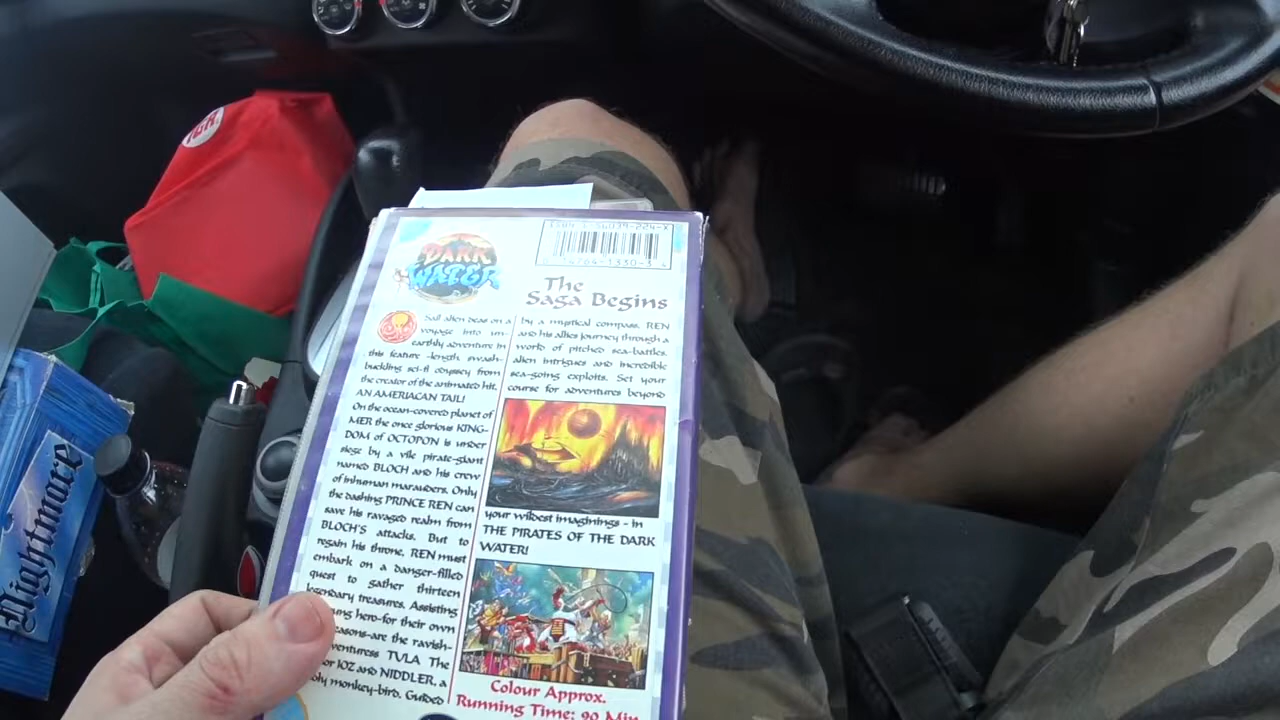 DARK
WATER
The
Saga Begins
Sail alien seas on a
voyage into un-
earthly adventure in
this feature -length swash-
buckling sci-fi odyssey from
the creator of the animated hit,
AN AMERIACAN TAIL!
On the ocean-covered planet of
MER the once glorious KING-
DOM of OCTOPON is under
siege by a vile pirate-giant
named BLOCH and his crew
of inhuman marauders. Only
the dashing PRINCE REN can
save his ravaged realm from
BLOCH'S attacks. But to
regain his throne, REN must
embark on a danger-filled
quest to gather thirteen
legendary treasures. Assisting
hero-for their own
-are the ravish-
TULA The
IOZ and NIDDLER, a
monkey-bird. Guided
by a mystical compass, REN
and his allies journey through a
world of pitched sea-battles,
alien intrigues and incredible
sea-going exploits. Set your
course for adventures beyond
your wildest imaginings - in
THE PIRATES OF THE DARK
WATER!
Colour Approx.
Running Time: 90 Min.
Nightmare